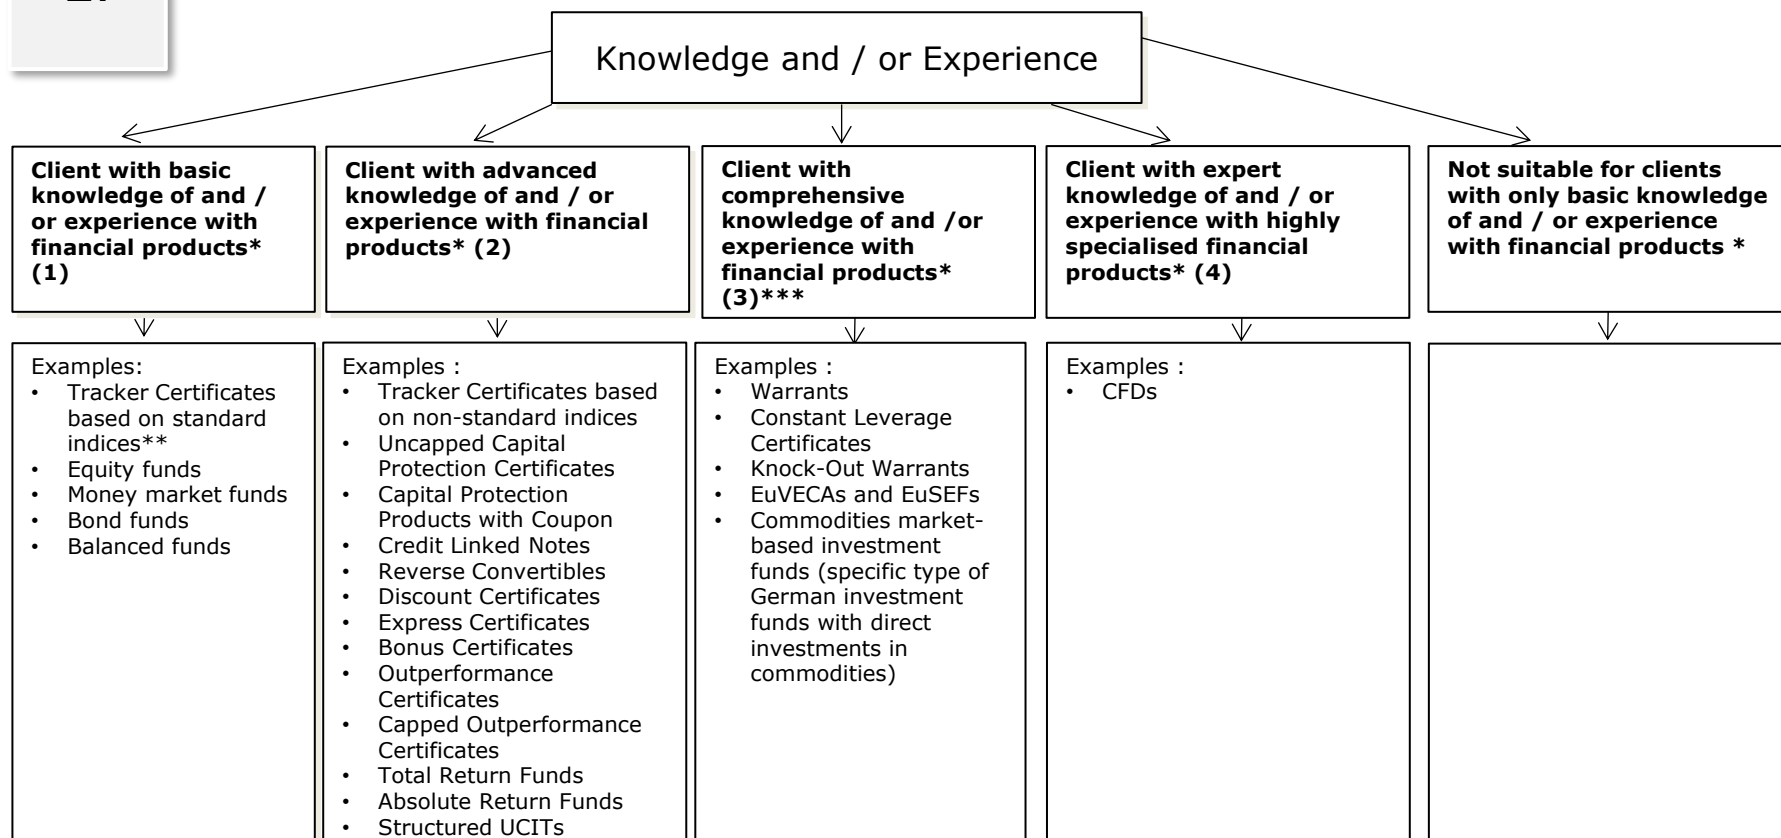 Knowledge and / or Experience
Client with basic
knowledge of and /
or experience with
financial products*
(1)
Client with advanced
knowledge of and / or
experience with financial
products* (2)
Client with
comprehensive
knowledge of and /or
experience with
financial products*
(3)***
Client with expert
knowledge of and / or
experience with highly
specialised financial
products* (4)
Not suitable for clients
with only basic knowledge
of and / or experience
with financial products *
Examples:
• Tracker Certificates
based on standard
indices**
• Equity funds
• Money market funds
• Bond funds
• Balanced funds
Examples :
• Tracker Certificates based
on non-standard indices
• Uncapped Capital
Protection Certificates
• Capital Protection
Products with Coupon
• Credit Linked Notes
• Reverse Convertibles
• Discount Certificates
• Express Certificates
• Bonus Certificates
• Outperformance
Certificates
• Capped Outperformance
Certificates
• Total Return Funds
• Absolute Return Funds
• Structured UCITs
Examples :
• Warrants
• Constant Leverage
Certificates
• Knock-Out Warrants
• EuVECAs and EuSEFs
• Commodities market-
based investment
funds (specific type of
German investment
funds with direct
investments in
commodities)
Examples :
• CFDs